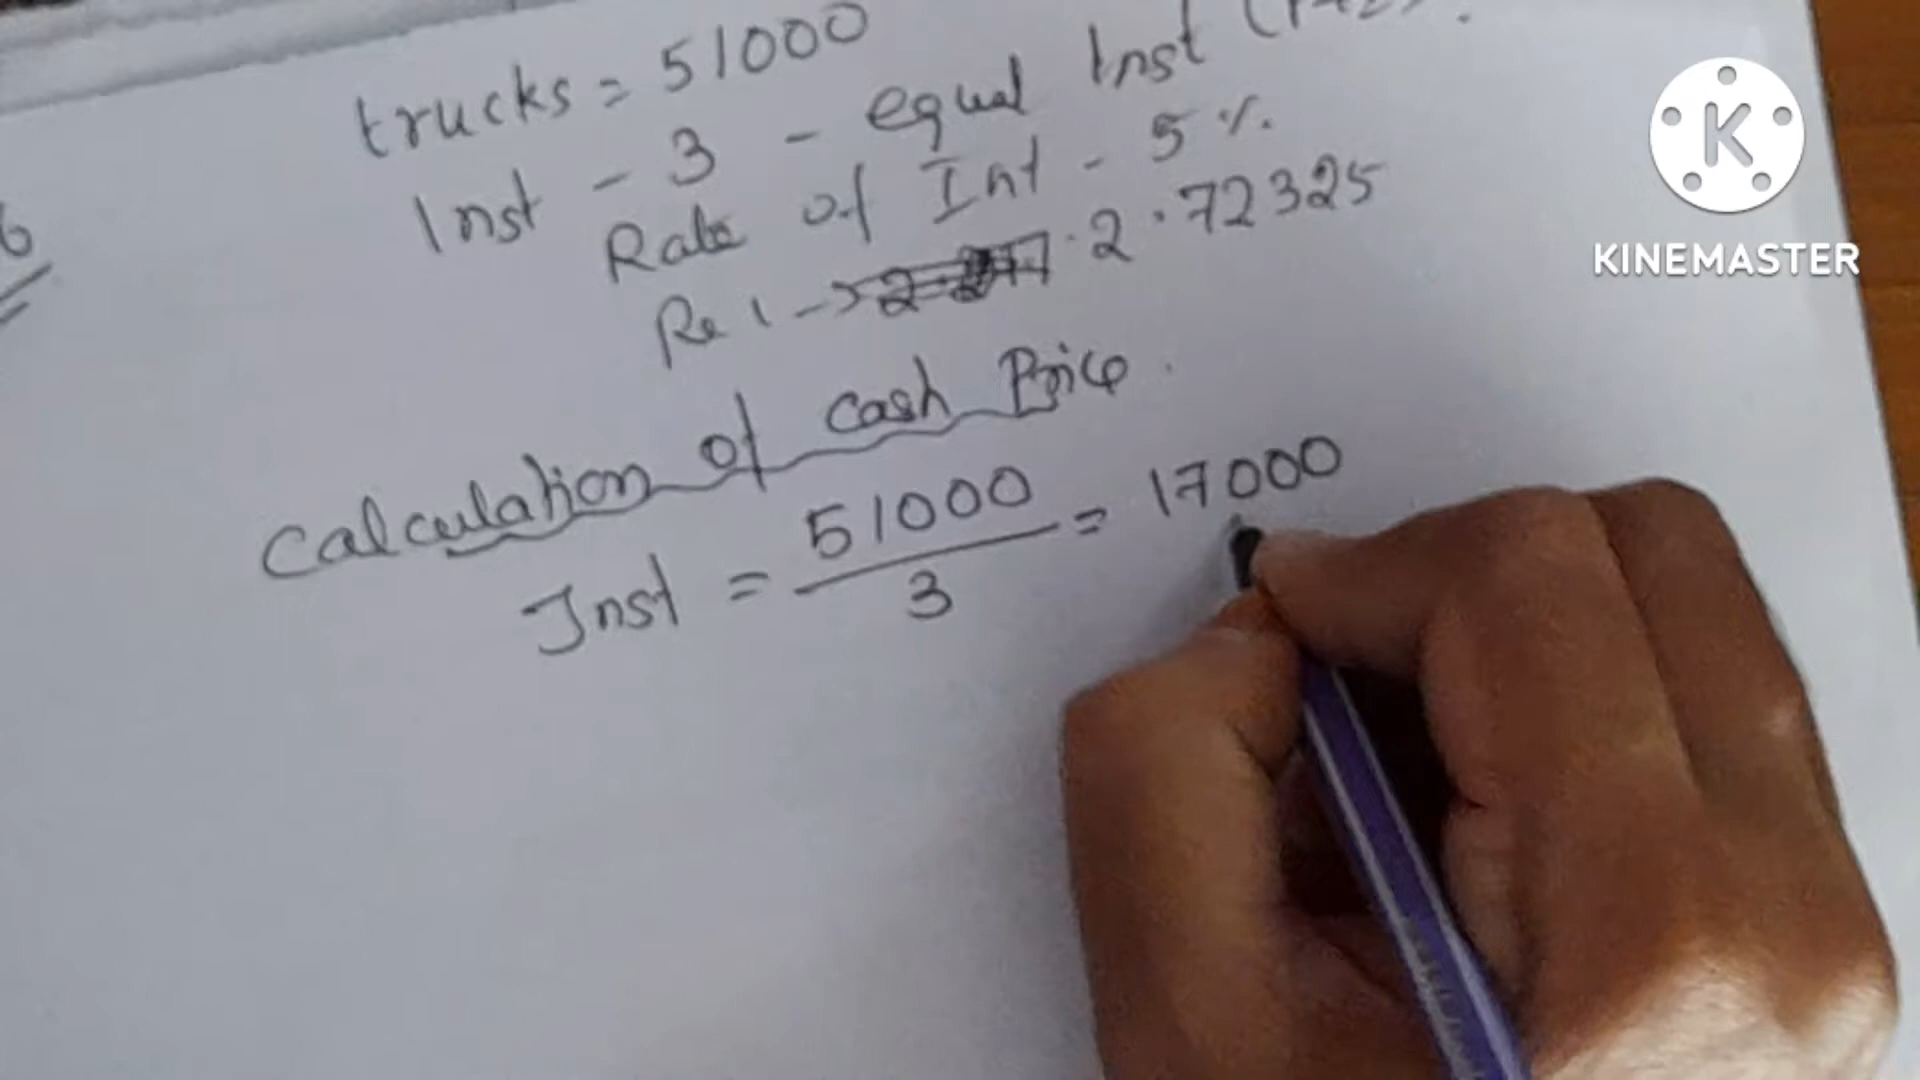 trucks = 51000
Inst - 3 - equal Inst
Rate of Int - 5 %.
Re 1 -> 2.72325
Calculation of Cash Price.
Inst = 51000 / 3 = 17000
6
K
KINEMASTER